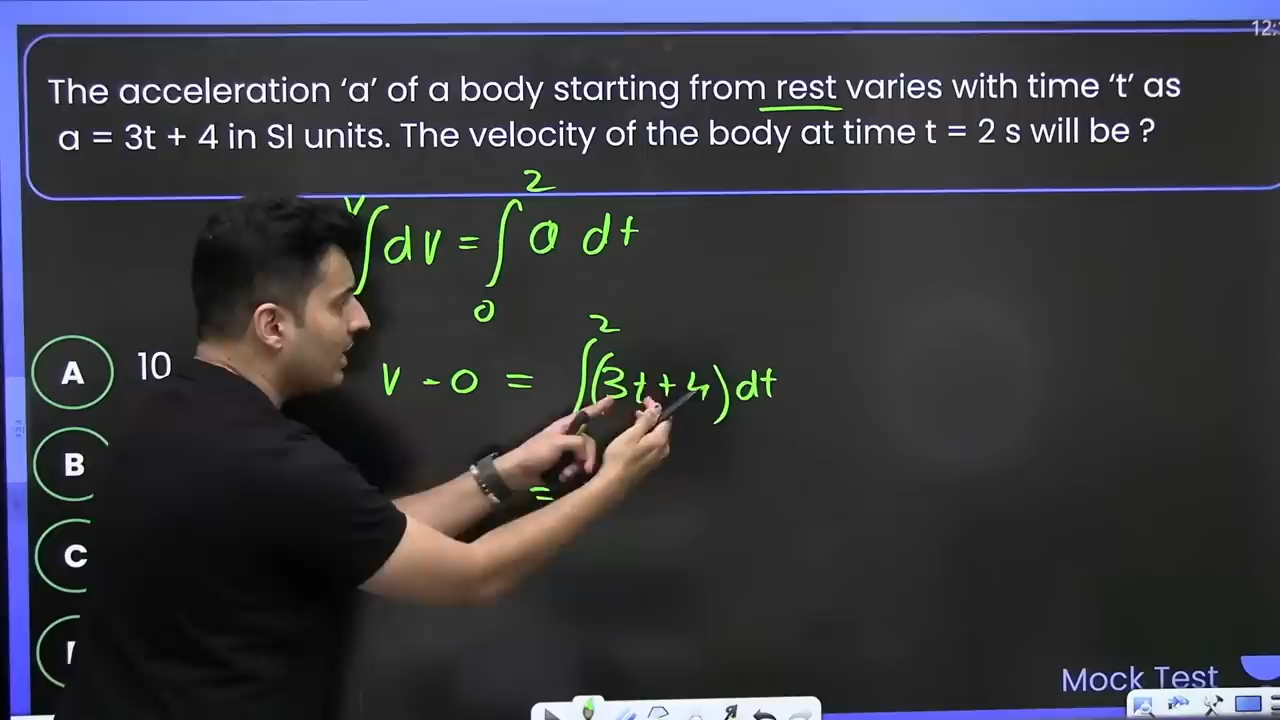 12:
The acceleration ‘a’ of a body starting from rest varies with time ‘t’ as
a = 3t + 4 in SI units. The velocity of the body at time t = 2 s will be ?
v 2
∫dv = ∫ a dt
0
2
v - 0 = ∫(3t+4)dt
=
A 10
B
C
Mock Test